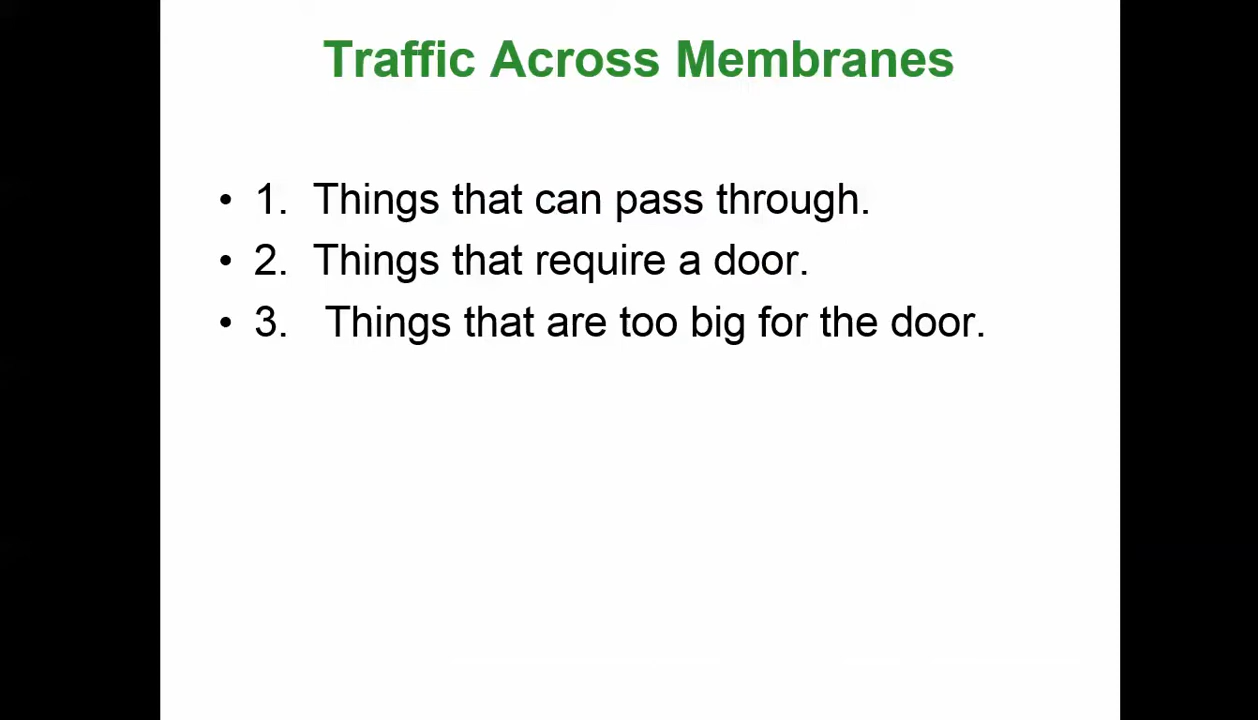 Traffic Across Membranes
• 1. Things that can pass through.
• 2. Things that require a door.
• 3. Things that are too big for the door.